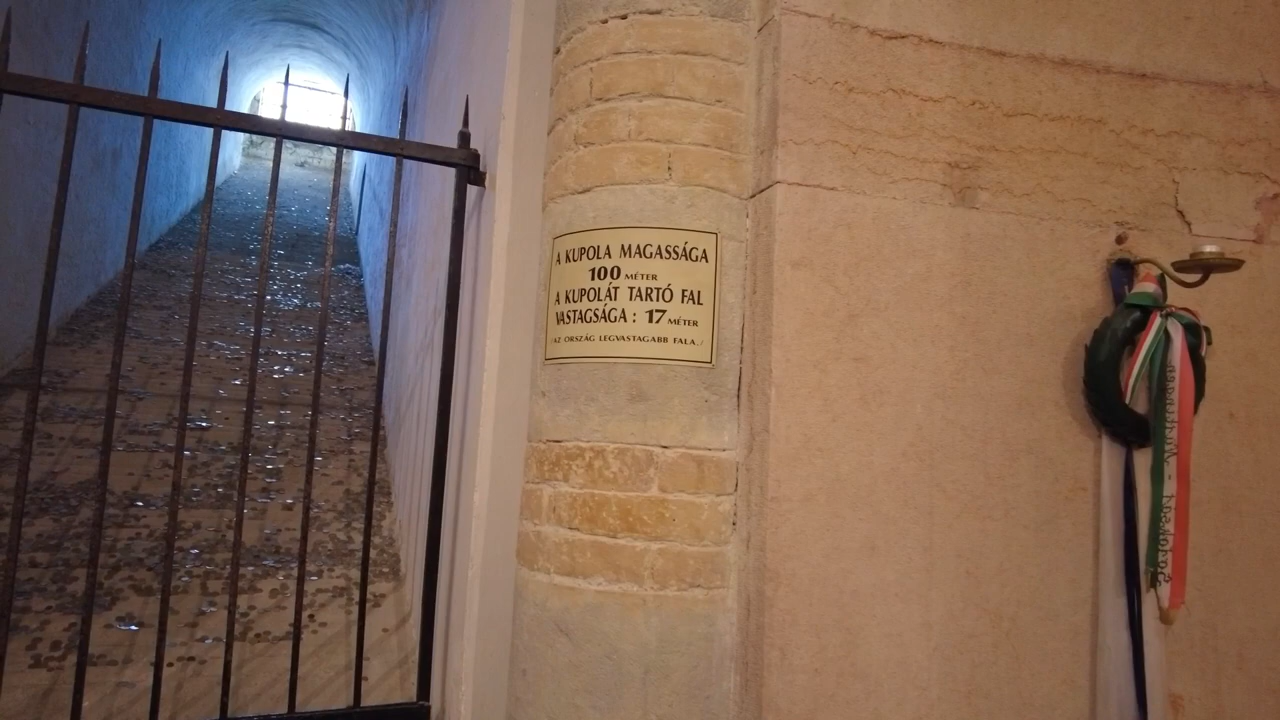 A KUPOLA MAGASSÁGA
100 MÉTER
A KUPOLÁT TARTÓ FAL
VASTAGSÁGA : 17 MÉTER
/AZ ORSZÁG LEGVASTAGABB FALA./